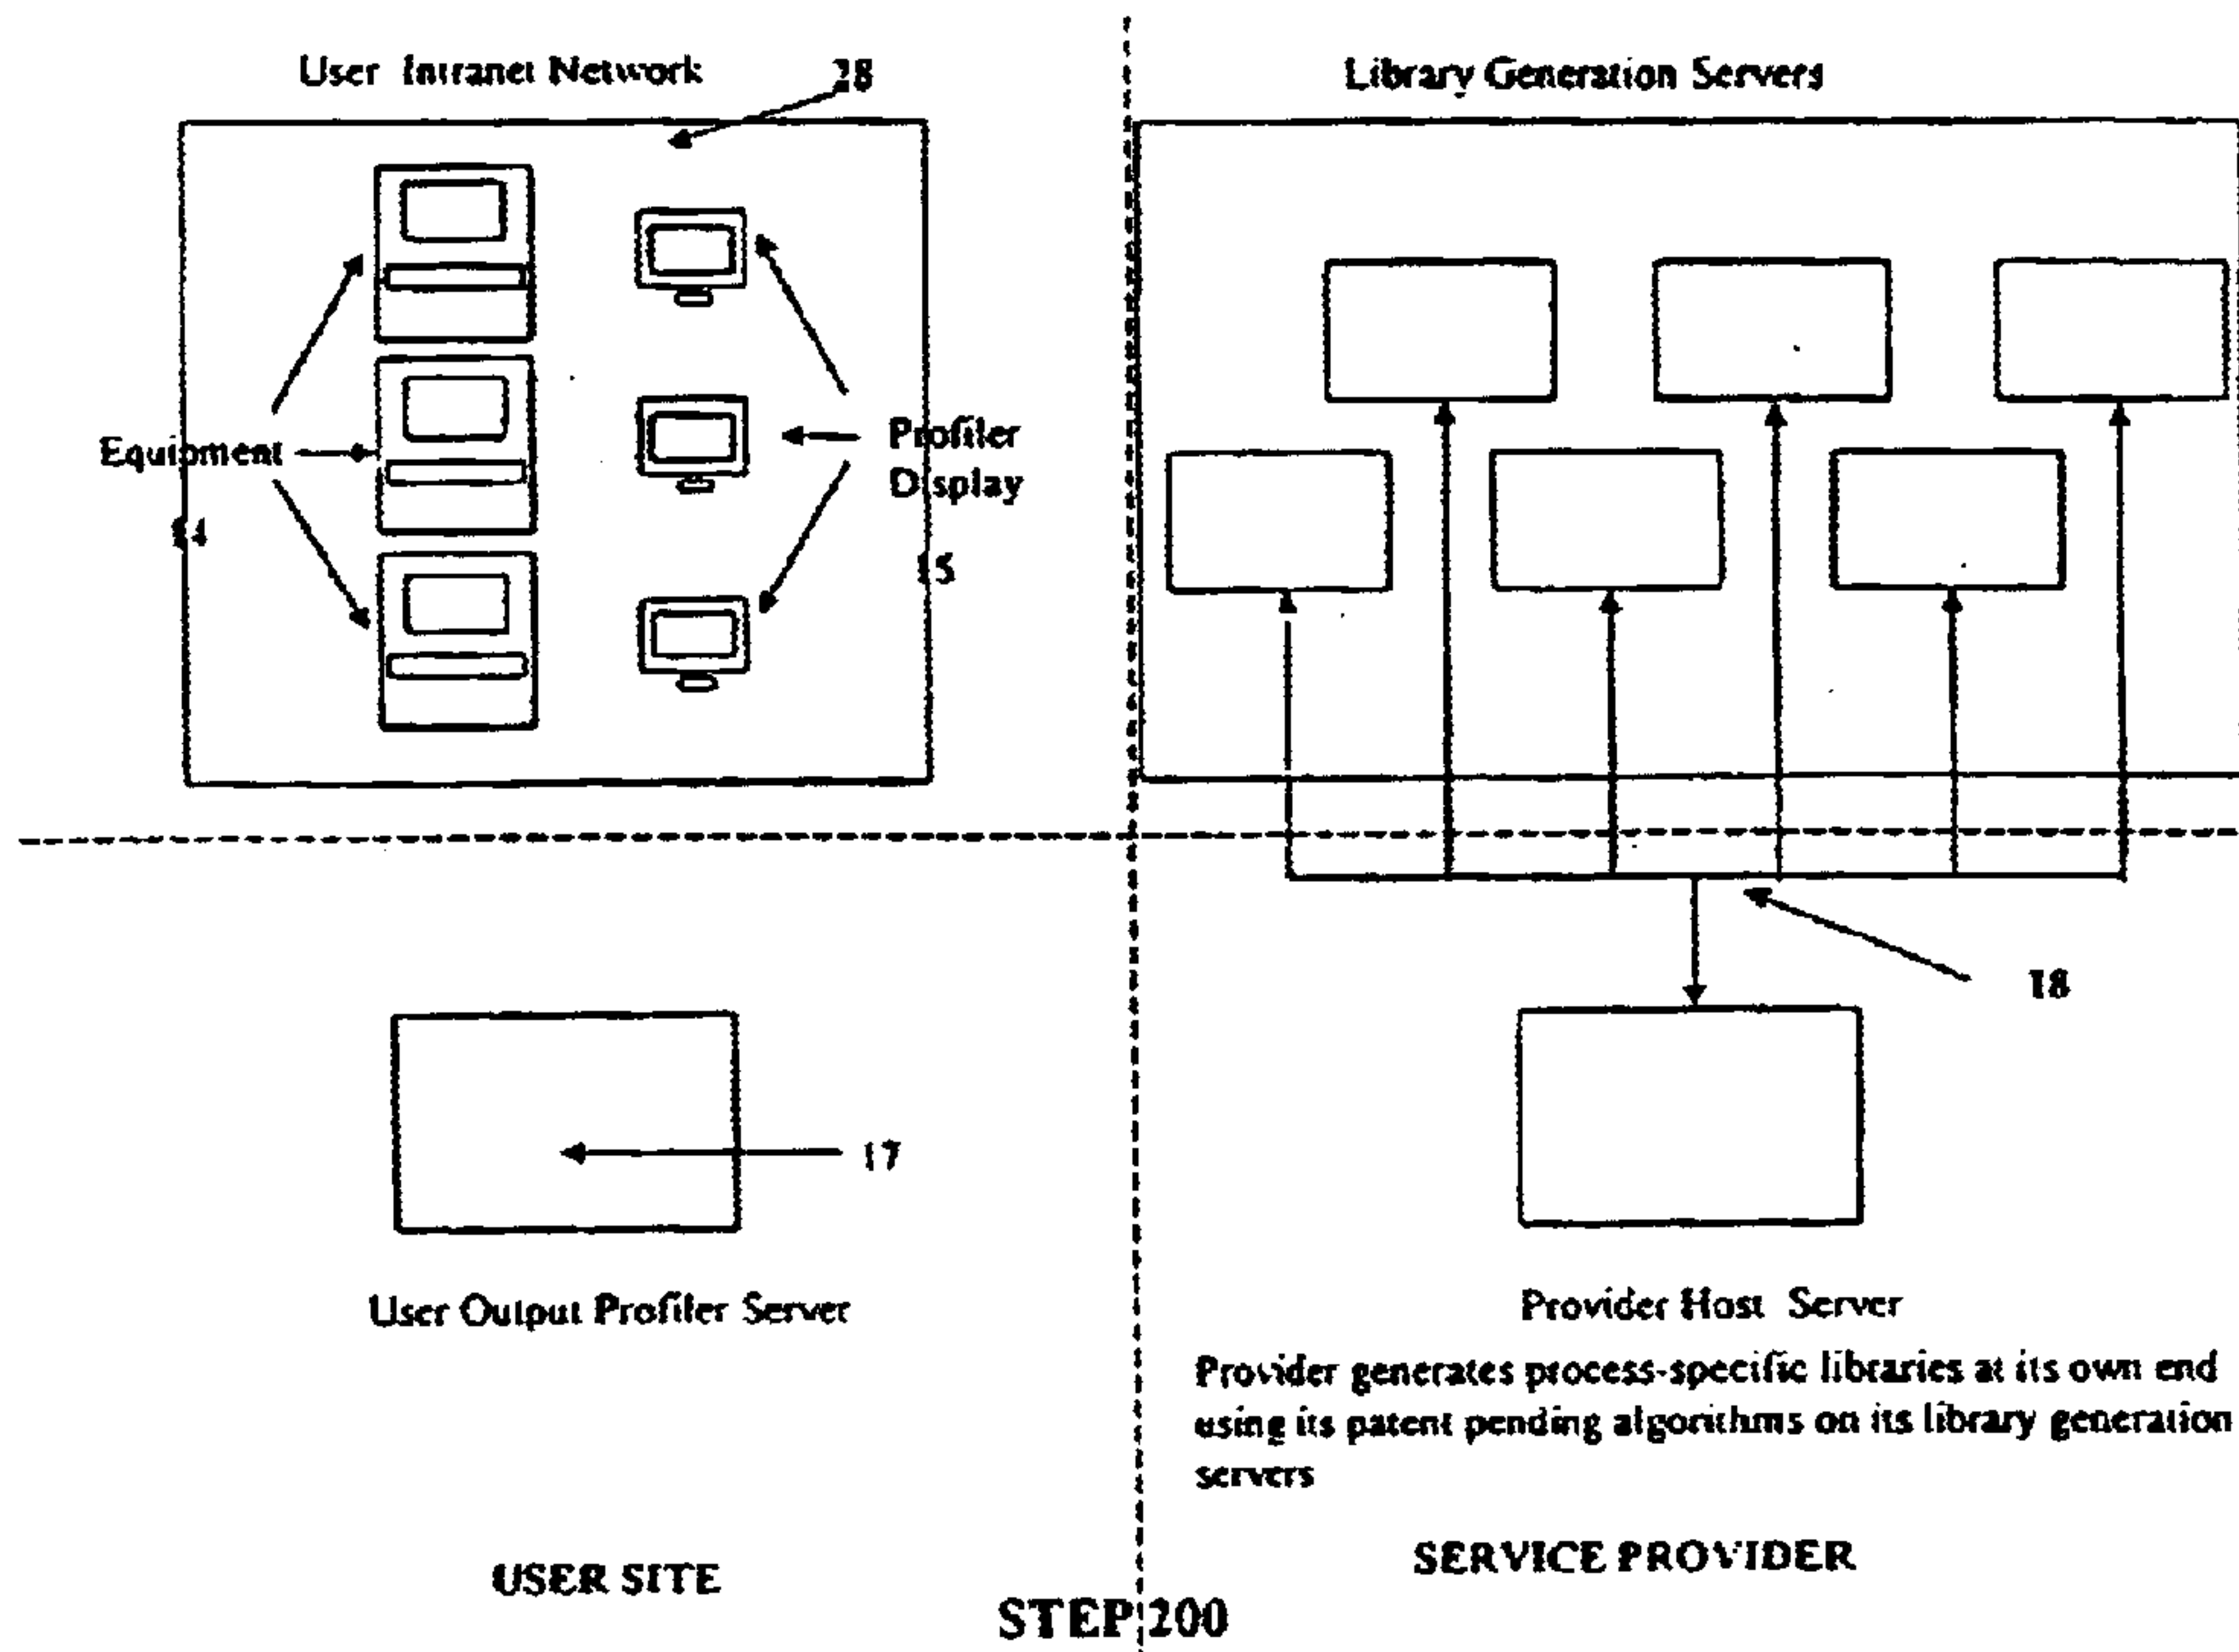 User Intranet Network
28
Library Generation Servers
Equipment
Profiler
Display
15
18
17
User Output Profiler Server
Provider Host Server
Provider generates process-specific libraries at its own end
using its patent pending algorithms on its library generation
servers
USER SITE
SERVICE PROVIDER
STEP 200